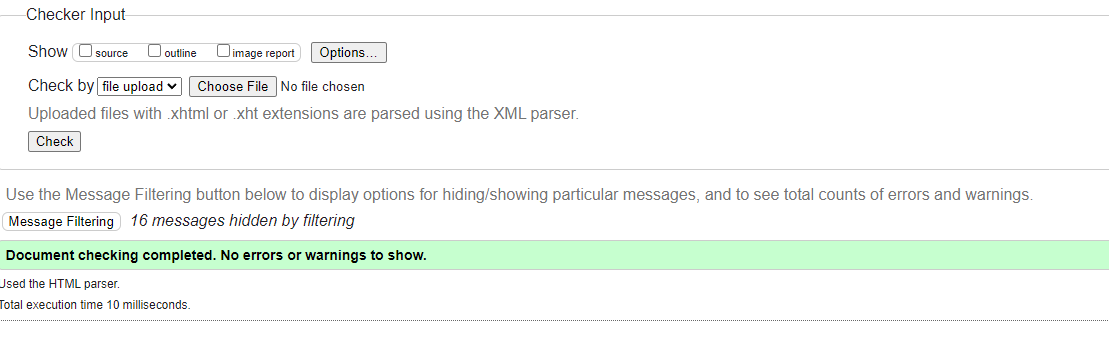 Checker Input
Show source outline image report Options...
Check by file upload Choose File No file chosen
Uploaded files with .xhtml or .xht extensions are parsed using the XML parser.
Check
Use the Message Filtering button below to display options for hiding/showing particular messages, and to see total counts of errors and warnings.
Message Filtering 16 messages hidden by filtering
Document checking completed. No errors or warnings to show.
Used the HTML parser.
Total execution time 10 milliseconds.